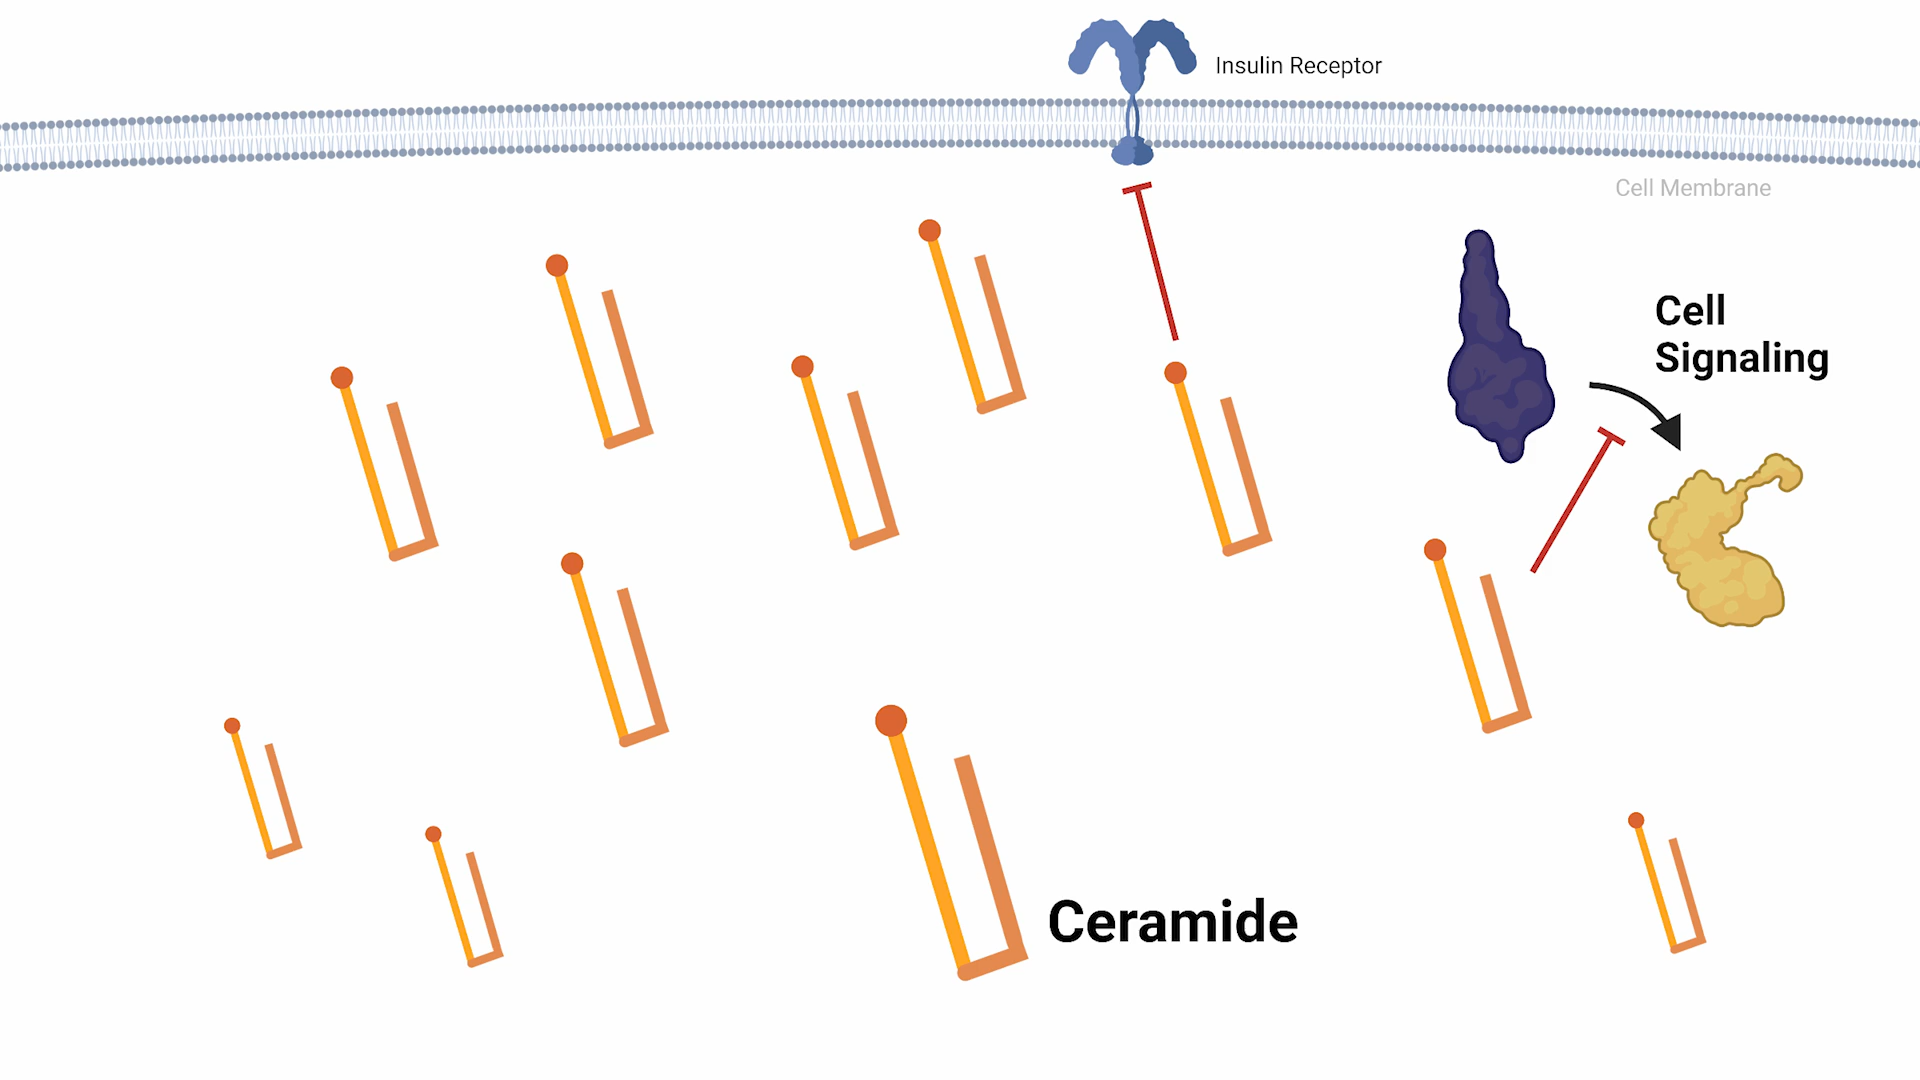 Insulin Receptor
Cell Membrane
Cell
Signaling
Ceramide